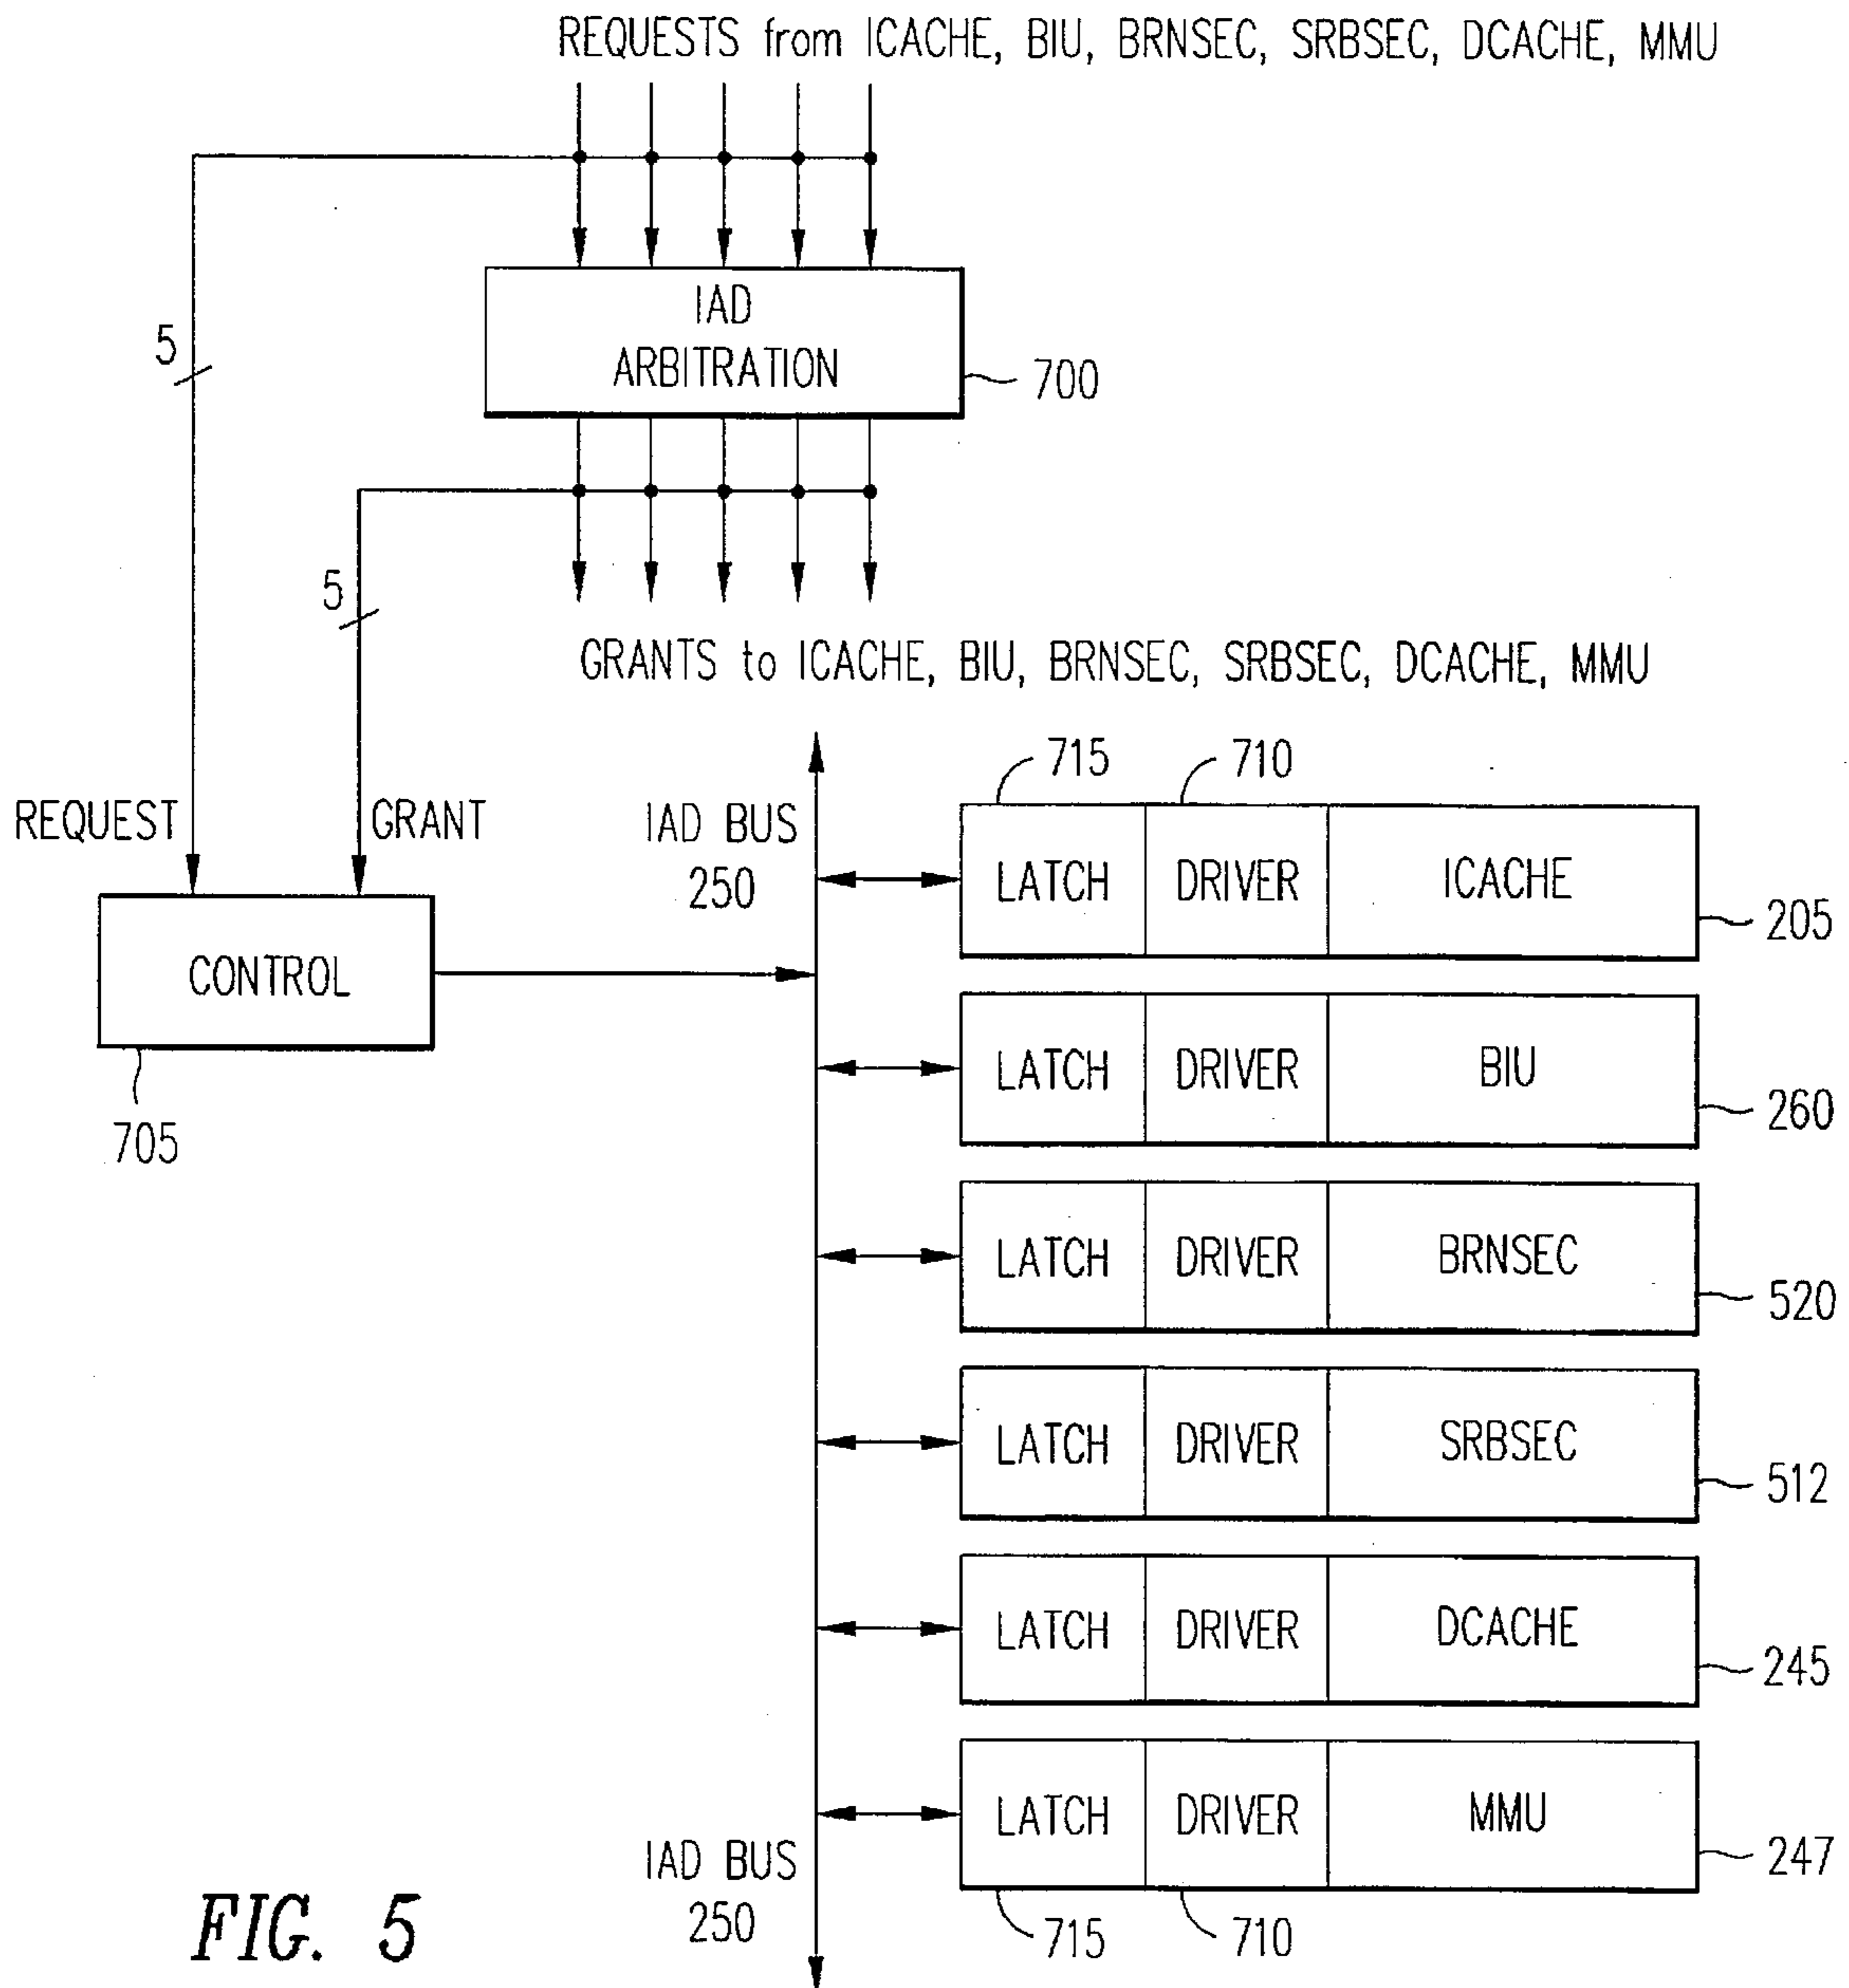 REQUESTS from ICACHE, BIU, BRNSEC, SRBSEC, DCACHE, MMU
IAD
ARBITRATION
700
5
5
GRANTS to ICACHE, BIU, BRNSEC, SRBSEC, DCACHE, MMU
REQUEST
GRANT
CONTROL
705
IAD BUS
250
715
710
LATCH DRIVER ICACHE
205
LATCH DRIVER BIU
260
LATCH DRIVER BRNSEC
520
LATCH DRIVER SRBSEC
512
LATCH DRIVER DCACHE
245
LATCH DRIVER MMU
247
IAD BUS
250
715
710
FIG. 5